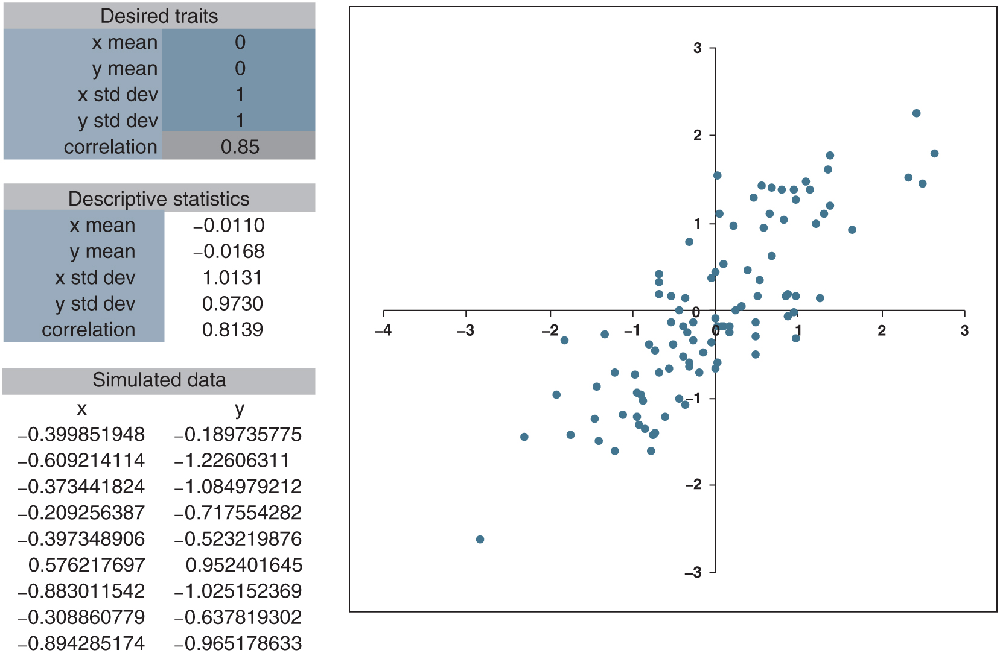 Desired traits
x mean 0
y mean 0
x std dev 1
y std dev 1
correlation 0.85
Descriptive statistics
x mean −0.0110
y mean −0.0168
x std dev 1.0131
y std dev 0.9730
correlation 0.8139
Simulated data
x y
−0.399851948 −0.189735775
−0.609214114 −1.22606311
−0.373441824 −1.084979212
−0.209256387 −0.717554282
−0.397348906 −0.523219876
0.576217697 0.952401645
−0.883011542 −1.025152369
−0.308860779 −0.637819302
−0.894285174 −0.965178633
3
2
1
0
−1
−2
−3
−4 −3 −2 −1 0 1 2 3